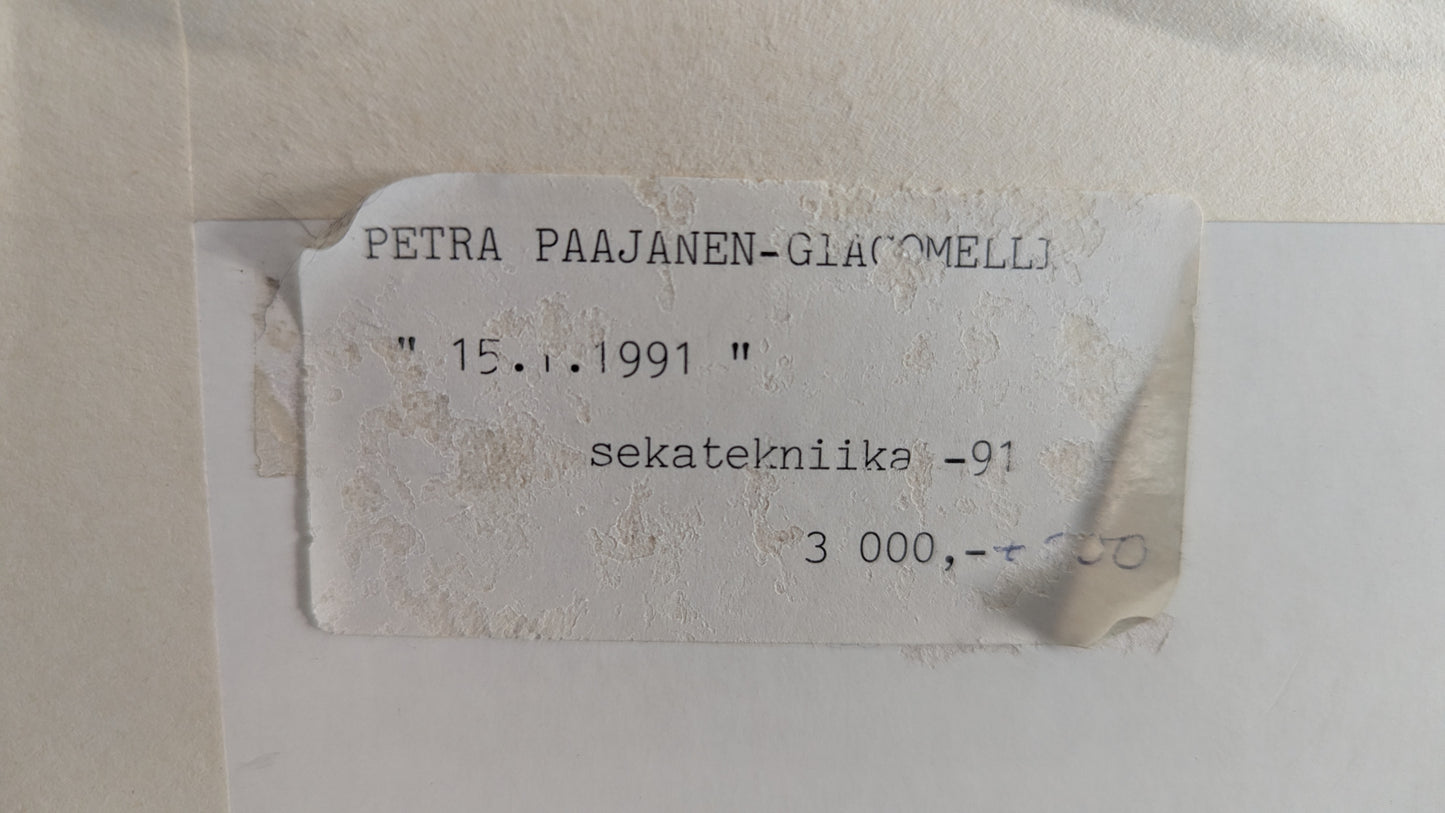 PETRA PAAJANEN-GIACOMELLI
" 15.1.1991 "
sekatekniika -91
3 000,-